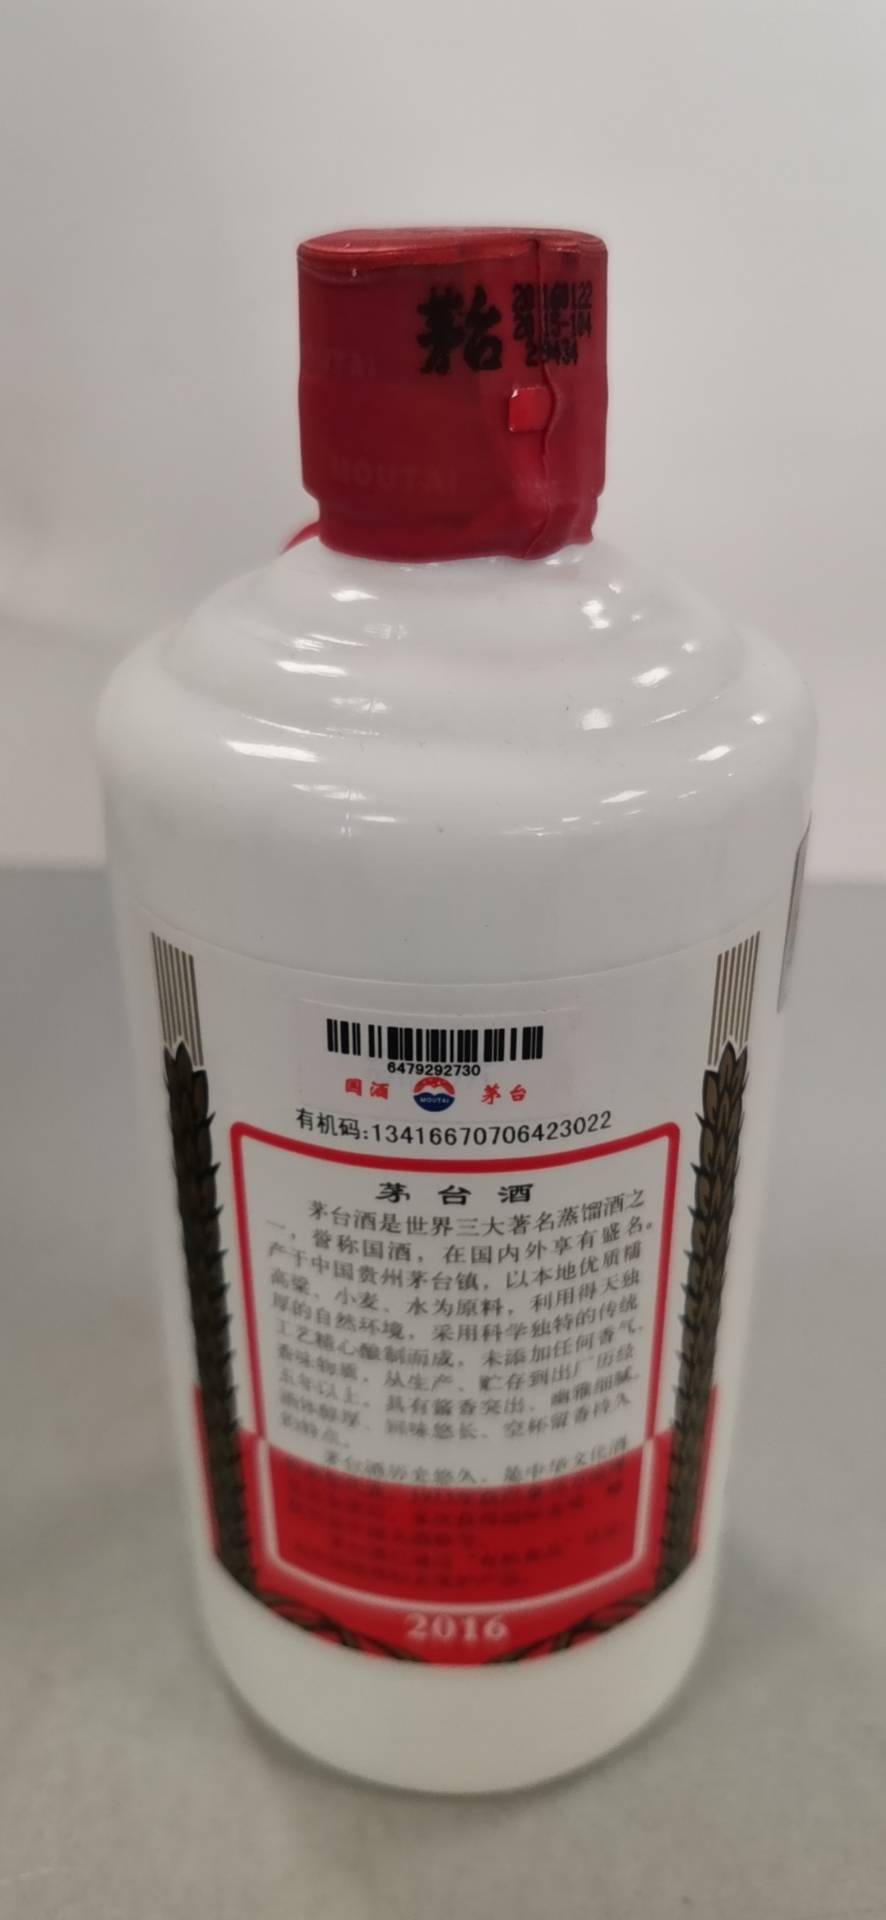 茅台
20160122
2015-104
29434
MOUTAI
MOUTAI
6479292730
国酒
MOUTAI
茅台
有机码:13416670706423022
茅台酒
茅台酒是世界三大著名蒸馏酒之
一，誉称国酒，在国内外享有盛名。
产于中国贵州茅台镇，以本地优质糯
高粱、小麦、水为原料，利用得天独
厚的自然环境，采用科学独特的传统
工艺精心酿制而成，未添加任何香气、
香味物质，从生产、贮存到出厂历经
五年以上。具有酱香突出、幽雅细腻、
酒体醇厚、回味悠长、空杯留香持久
的特点。
茅台酒历史悠久，是中华文化酒
2016